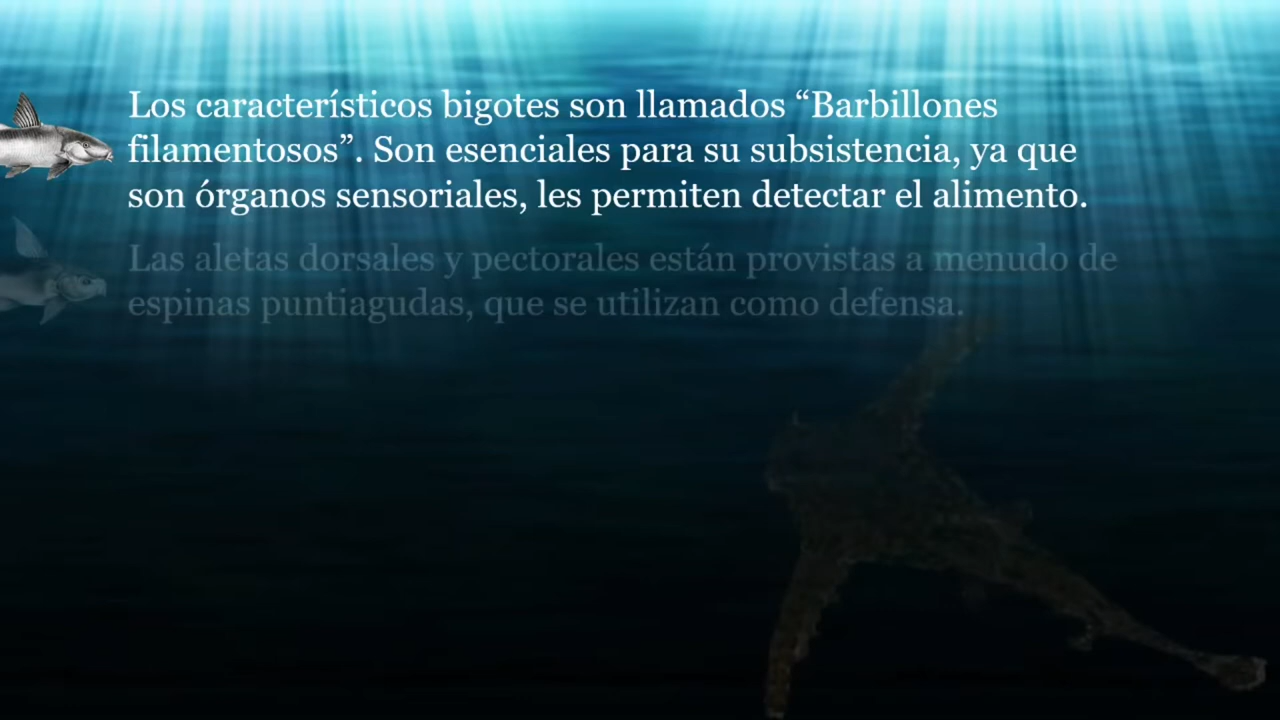 Los característicos bigotes son llamados “Barbillones
filamentosos”. Son esenciales para su subsistencia, ya que
son órganos sensoriales, les permiten detectar el alimento.
Las aletas dorsales y pectorales están provistas a menudo de
espinas puntiagudas, que se utilizan como defensa.